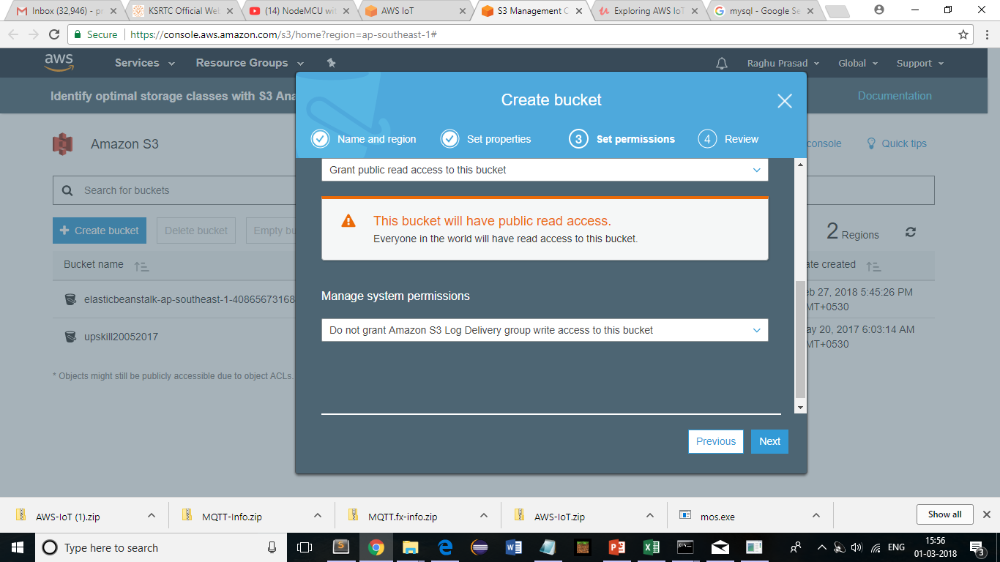 Inbox (32,946) - pr
KSRTC Official Web
(14) NodeMCU wit
AWS IoT
S3 Management C
Exploring AWS IoT
mysql - Google Se
Secure
https://console.aws.amazon.com/s3/home?region=ap-southeast-1#
aws
Services
Resource Groups
Raghu Prasad
Global
Support
Identify optimal storage classes with S3 Ana
Documentation
Create bucket
Name and region
Set properties
3
Set permissions
4
Review
Amazon S3
console
Quick tips
Grant public read access to this bucket
Search for buckets
This bucket will have public read access.
Everyone in the world will have read access to this bucket.
Create bucket
Delete bucket
Empty bu
2 Regions
Bucket name
ate created
Manage system permissions
elasticbeanstalk-ap-southeast-1-40865673168
eb 27, 2018 5:45:26 PM
MT+0530
Do not grant Amazon S3 Log Delivery group write access to this bucket
upskill20052017
ay 20, 2017 6:03:14 AM
MT+0530
* Objects might still be publicly accessible due to object ACLs.
Previous
Next
AWS-IoT (1).zip
MQTT-Info.zip
MQTT.fx-info.zip
AWS-IoT.zip
mos.exe
Show all
Type here to search
ENG
15:56
01-03-2018
3